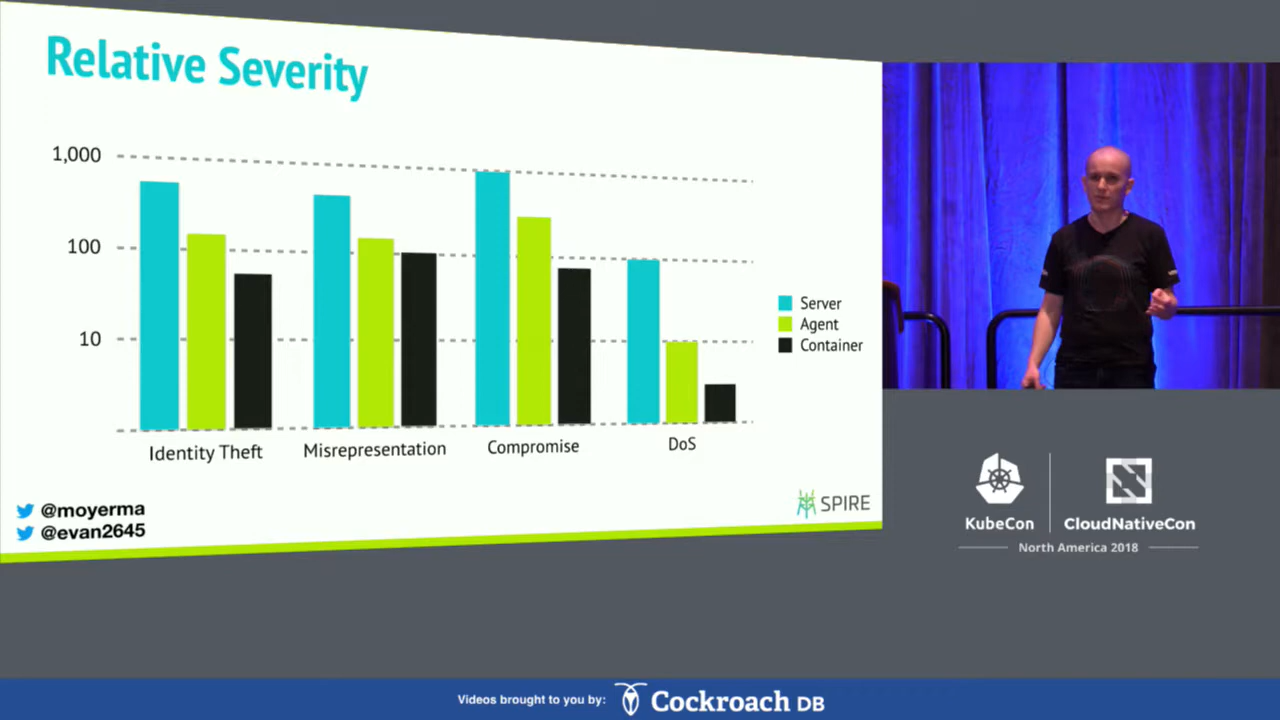 Relative Severity
1,000
100
10
Server
Agent
Container
Identity Theft
Misrepresentation
Compromise
DoS
@moyerma
@evan2645
SPIRE
KubeCon
CloudNativeCon
North America 2018
Videos brought to you by:
Cockroach DB